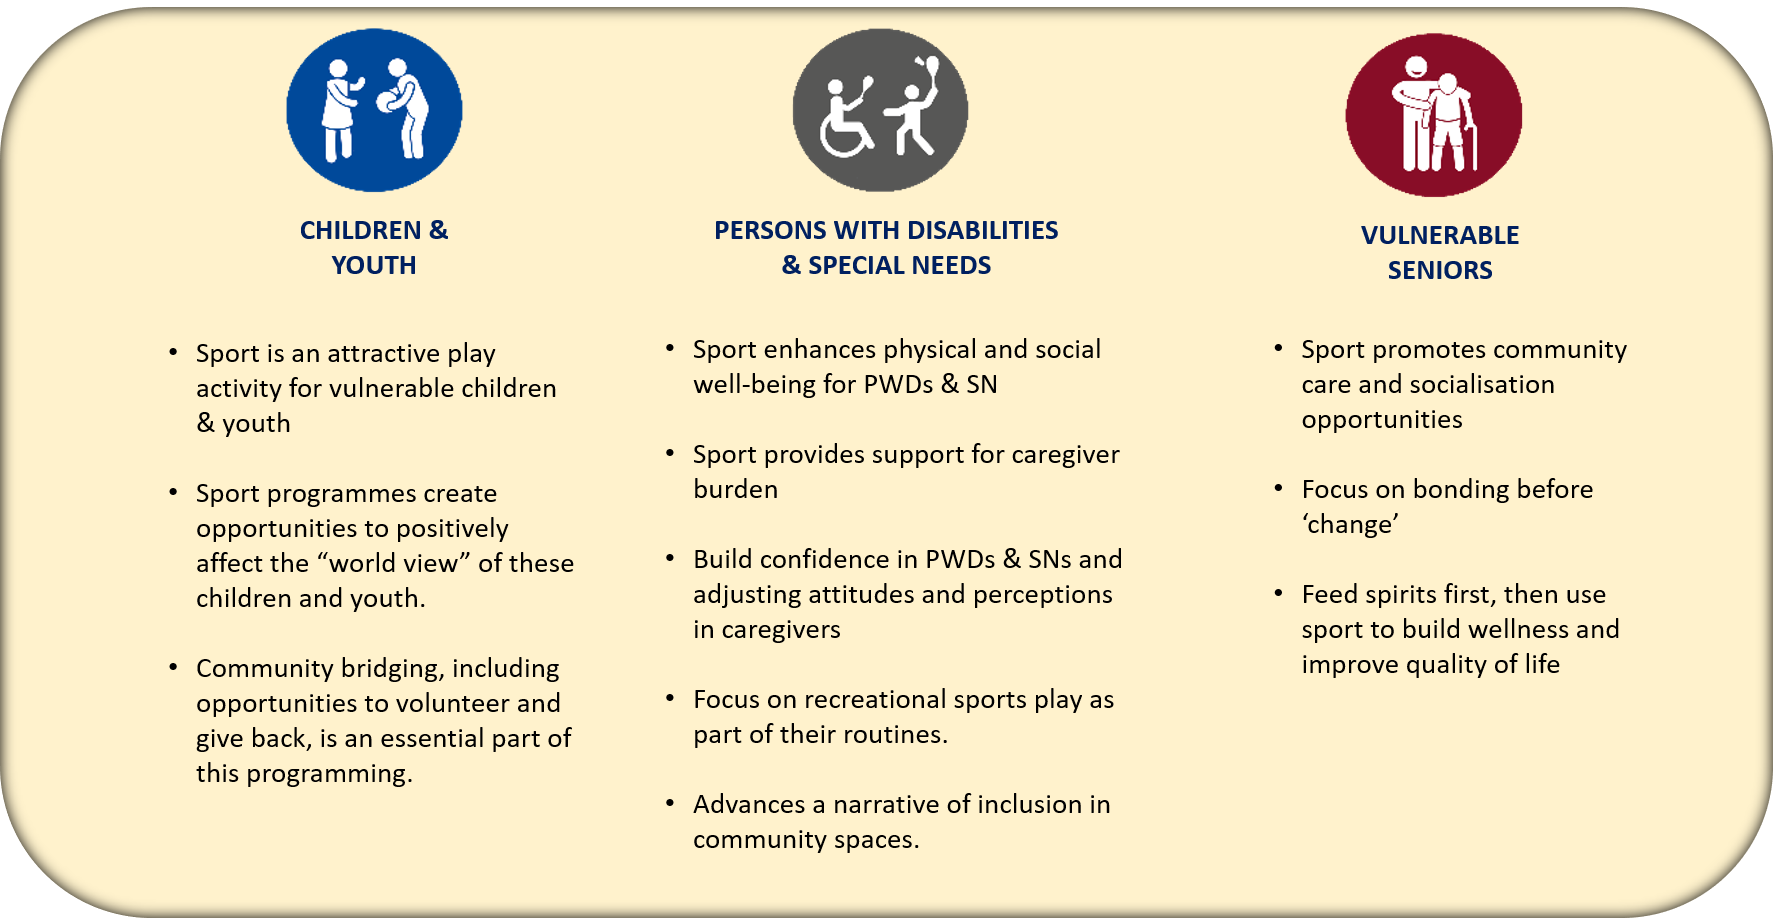 CHILDREN &
YOUTH
• Sport is an attractive play
activity for vulnerable children
& youth
• Sport programmes create
opportunities to positively
affect the “world view” of these
children and youth.
• Community bridging, including
opportunities to volunteer and
give back, is an essential part of
this programming.
PERSONS WITH DISABILITIES
& SPECIAL NEEDS
• Sport enhances physical and social
well-being for PWDs & SN
• Sport provides support for caregiver
burden
• Build confidence in PWDs & SNs and
adjusting attitudes and perceptions
in caregivers
• Focus on recreational sports play as
part of their routines.
• Advances a narrative of inclusion in
community spaces.
VULNERABLE
SENIORS
• Sport promotes community
care and socialisation
opportunities
• Focus on bonding before
‘change’
• Feed spirits first, then use
sport to build wellness and
improve quality of life